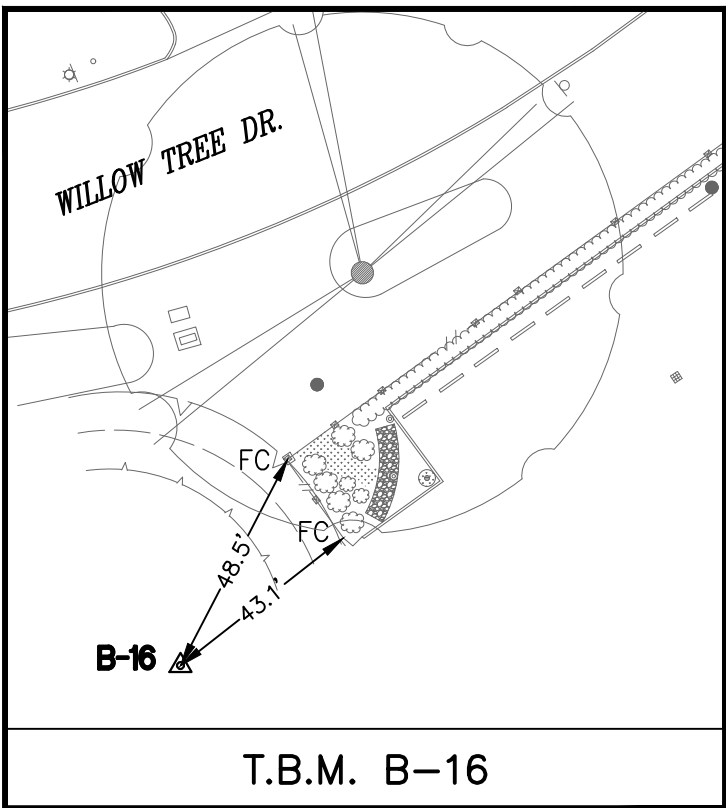 WILLOW TREE DR.
FC
FC
48.5'
43.1'
B-16
T.B.M. B-16